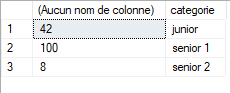 (Aucun nom de colonne) categorie
1 42 junior
2 100 senior 1
3 8 senior 2